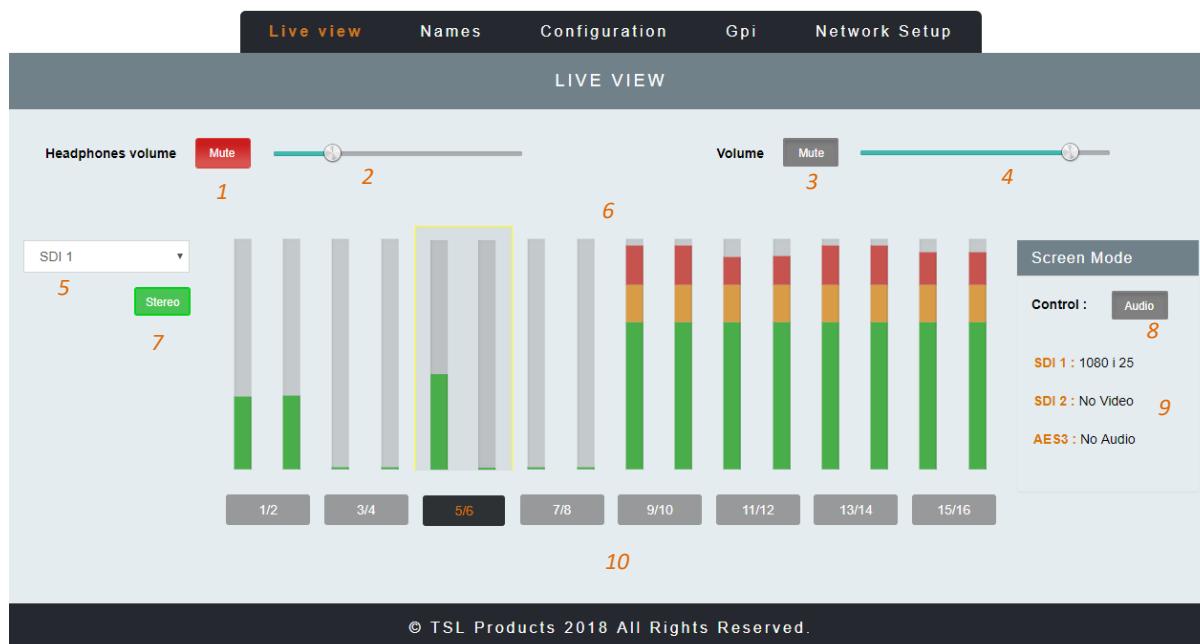 Live view Names Configuration Gpi Network Setup
LIVE VIEW
Headphones volume Mute Volume Mute
1 2 3 4
6
SDI 1
5
Stereo
7
Screen Mode
Control : Audio
8
SDI 1 : 1080 i 25
SDI 2 : No Video
9
AES3 : No Audio
1/2 3/4 5/6 7/8 9/10 11/12 13/14 15/16
10
© TSL Products 2018 All Rights Reserved.